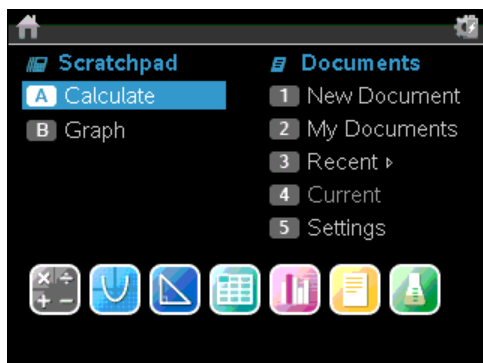 Scratchpad
A Calculate
B Graph
Documents
1 New Document
2 My Documents
3 Recent ▹
4 Current
5 Settings